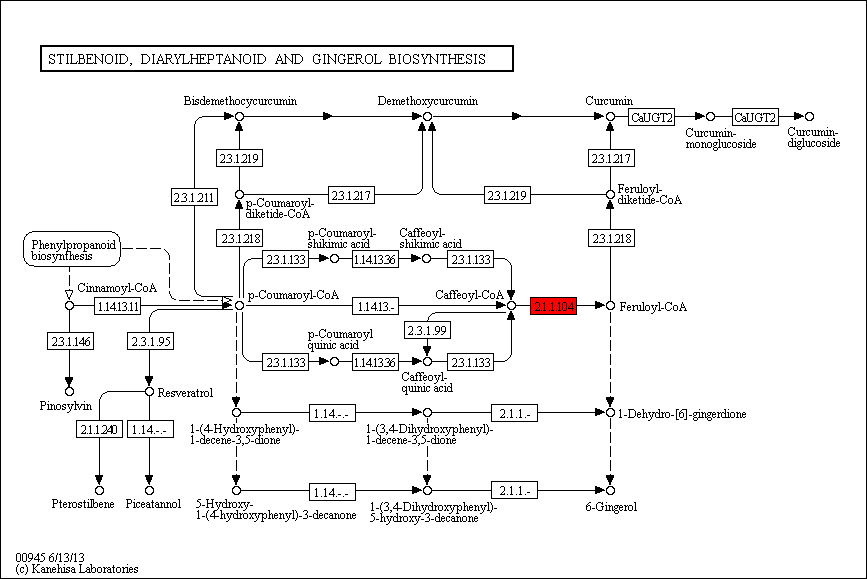 STILBENOID, DIARYLHEPTANOID AND GINGEROL BIOSYNTHESIS
Bisdemethocycurcumin
Demethoxycurcumin
Curcumin
CaUGT2
CaUGT2
Curcumin-
monoglucoside
Curcumin-
diglucoside
2.3.1.219
2.3.1.217
2.3.1.211
2.3.1.217
2.3.1.219
p-Coumaroyl-
diketide-CoA
Feruloyl-
diketide-CoA
2.3.1.218
2.3.1.218
Phenylpropanoid
biosynthesis
p-Coumaroyl-
shikimic acid
Caffeoyl-
shikimic acid
2.3.1.133
1.14.13.36
2.3.1.133
Cinnamoyl-CoA
p-Coumaroyl-CoA
Caffeoyl-CoA
1.14.13.11
1.14.13.-
2.1.1.104
Feruloyl-CoA
2.3.1.99
2.3.1.146
2.3.1.95
p-Coumaroyl
quinic acid
2.3.1.133
1.14.13.36
2.3.1.133
Caffeoyl-
quinic acid
Pinosylvin
Resveratrol
2.1.1.240
1.14.-.-
1.14.-.-
2.1.1.-
1-Dehydro-[6]-gingerdione
1-(4-Hydroxyphenyl)-
1-decene-3,5-dione
1-(3,4-Dihydroxyphenyl)-
1-decene-3,5-dione
1.14.-.-
2.1.1.-
Pterostilbene
Piceatannol
5-Hydroxy-
1-(4-hydroxyphenyl)-3-decanone
1-(3,4-Dihydroxyphenyl)-
5-hydroxy-3-decanone
6-Gingerol
00945 6/13/13
(c) Kanehisa Laboratories